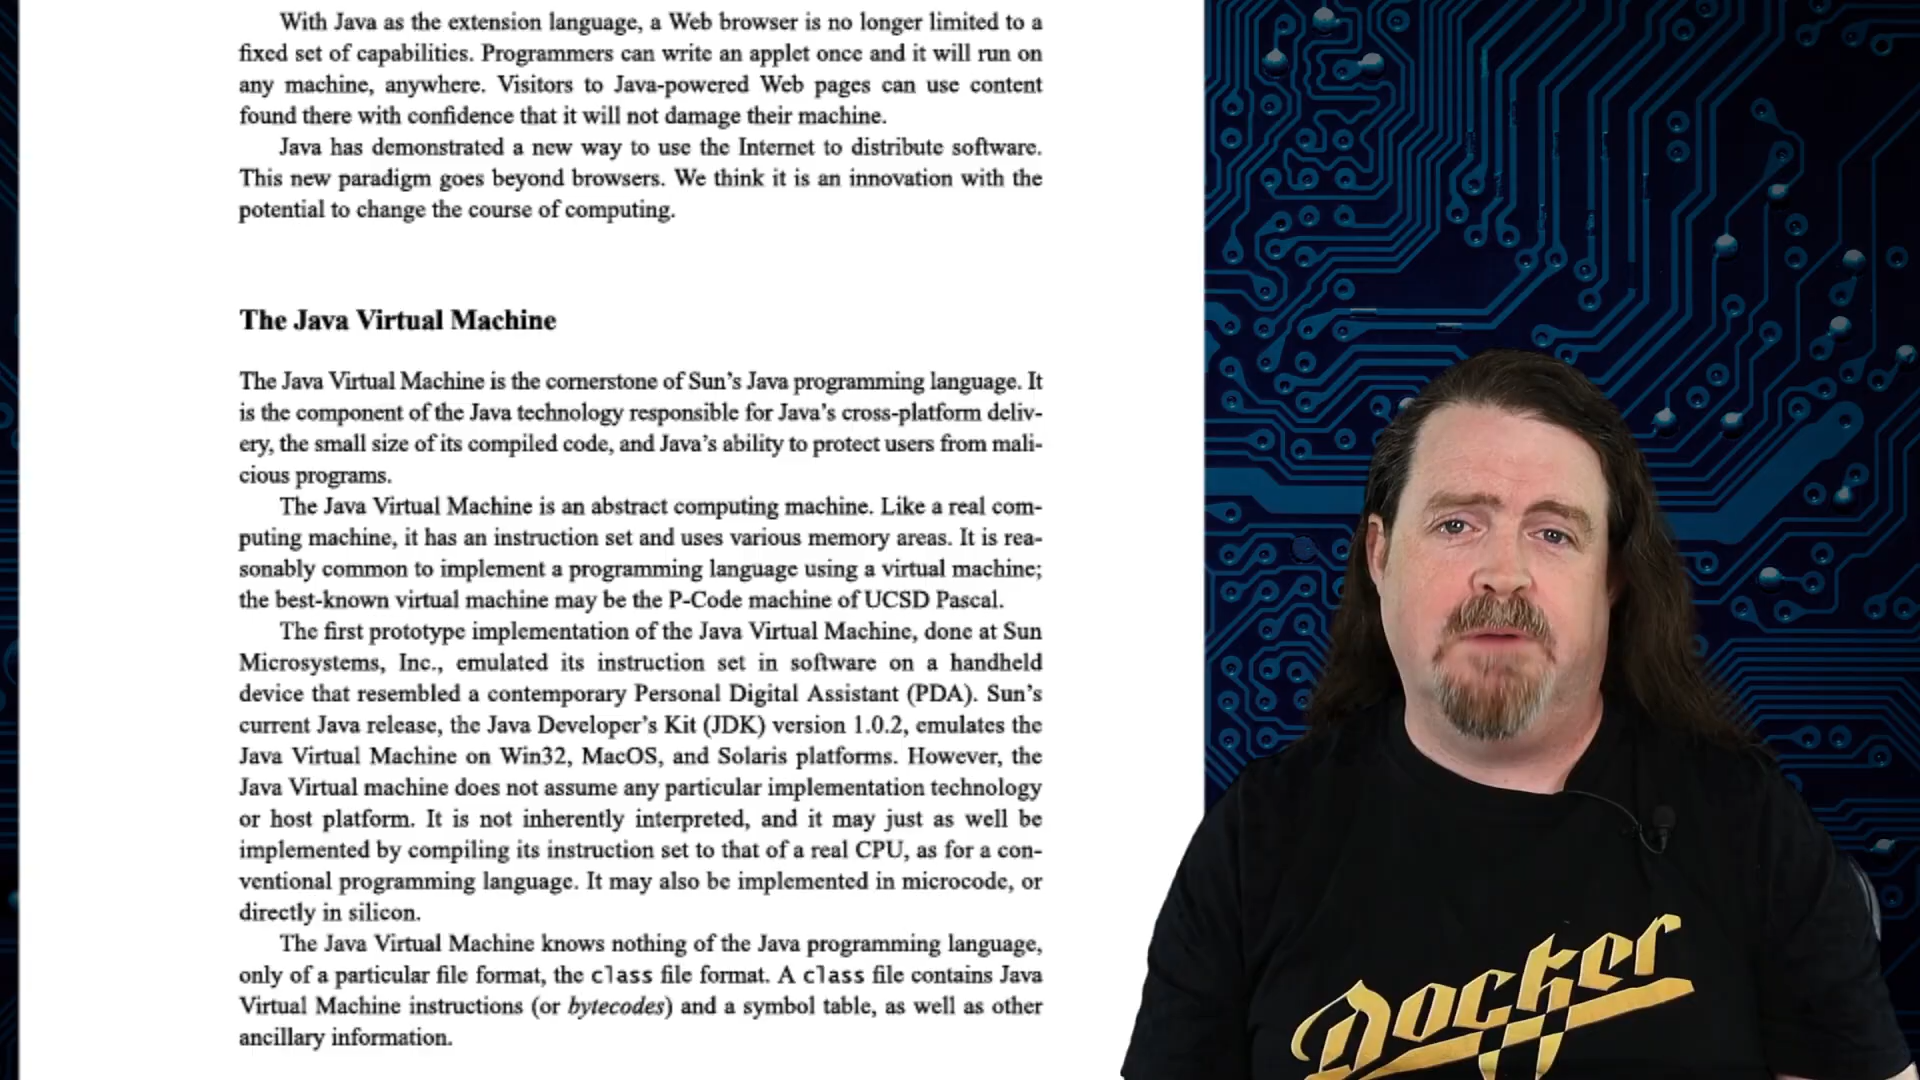 With Java as the extension language, a Web browser is no longer limited to a
fixed set of capabilities. Programmers can write an applet once and it will run on
any machine, anywhere. Visitors to Java-powered Web pages can use content
found there with confidence that it will not damage their machine.
Java has demonstrated a new way to use the Internet to distribute software.
This new paradigm goes beyond browsers. We think it is an innovation with the
potential to change the course of computing.
The Java Virtual Machine
The Java Virtual Machine is the cornerstone of Sun's Java programming language. It
is the component of the Java technology responsible for Java's cross-platform deliv-
ery, the small size of its compiled code, and Java's ability to protect users from mali-
cious programs.
The Java Virtual Machine is an abstract computing machine. Like a real com-
puting machine, it has an instruction set and uses various memory areas. It is rea-
sonably common to implement a programming language using a virtual machine;
the best-known virtual machine may be the P-Code machine of UCSD Pascal.
The first prototype implementation of the Java Virtual Machine, done at Sun
Microsystems, Inc., emulated its instruction set in software on a handheld
device that resembled a contemporary Personal Digital Assistant (PDA). Sun's
current Java release, the Java Developer's Kit (JDK) version 1.0.2, emulates the
Java Virtual Machine on Win32, MacOS, and Solaris platforms. However, the
Java Virtual machine does not assume any particular implementation technology
or host platform. It is not inherently interpreted, and it may just as well be
implemented by compiling its instruction set to that of a real CPU, as for a con-
ventional programming language. It may also be implemented in microcode, or
directly in silicon.
The Java Virtual Machine knows nothing of the Java programming language,
only of a particular file format, the class file format. A class file contains Java
Virtual Machine instructions (or bytecodes) and a symbol table, as well as other
ancillary information.
Docker